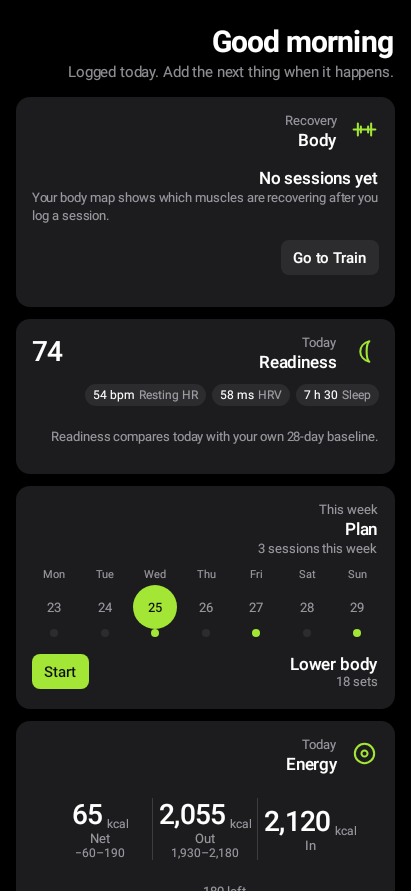 Good morning
Logged today. Add the next thing when it happens.
Recovery
Body
No sessions yet
Your body map shows which muscles are recovering after you
log a session.
Go to Train
74
Today
Readiness
54 bpm Resting HR
58 ms HRV
7 h 30 Sleep
Readiness compares today with your own 28-day baseline.
This week
Plan
3 sessions this week
Mon Tue Wed Thu Fri Sat Sun
23 24 25 26 27 28 29
Start
Lower body
18 sets
Today
Energy
65 kcal
Net
−60–190
2,055 kcal
Out
1,930–2,180
2,120 kcal
In
180 left